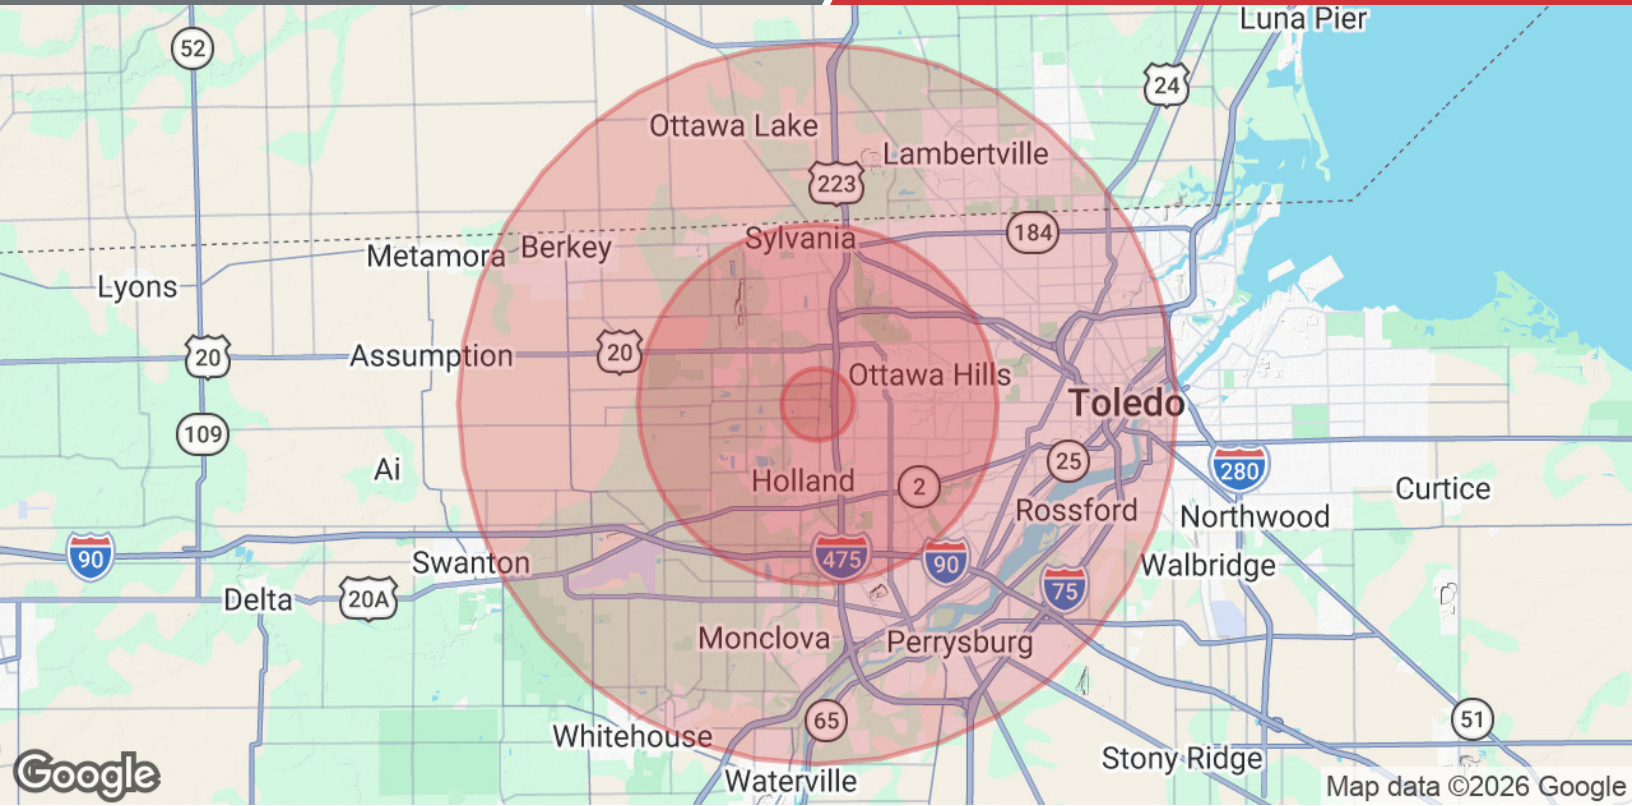 Luna Pier
52
24
Ottawa Lake
Lambertville
223
184
Sylvania
Berkey
Metamora
Lyons
20
Assumption
20
Ottawa Hills
Toledo
109
25
280
Ai
Holland
2
Curtice
Rossford
Northwood
90
Swanton
475
90
75
Walbridge
Delta
20A
Monclova
Perrysburg
65
51
Whitehouse
Stony Ridge
Waterville
Google
Map data ©2026 Google